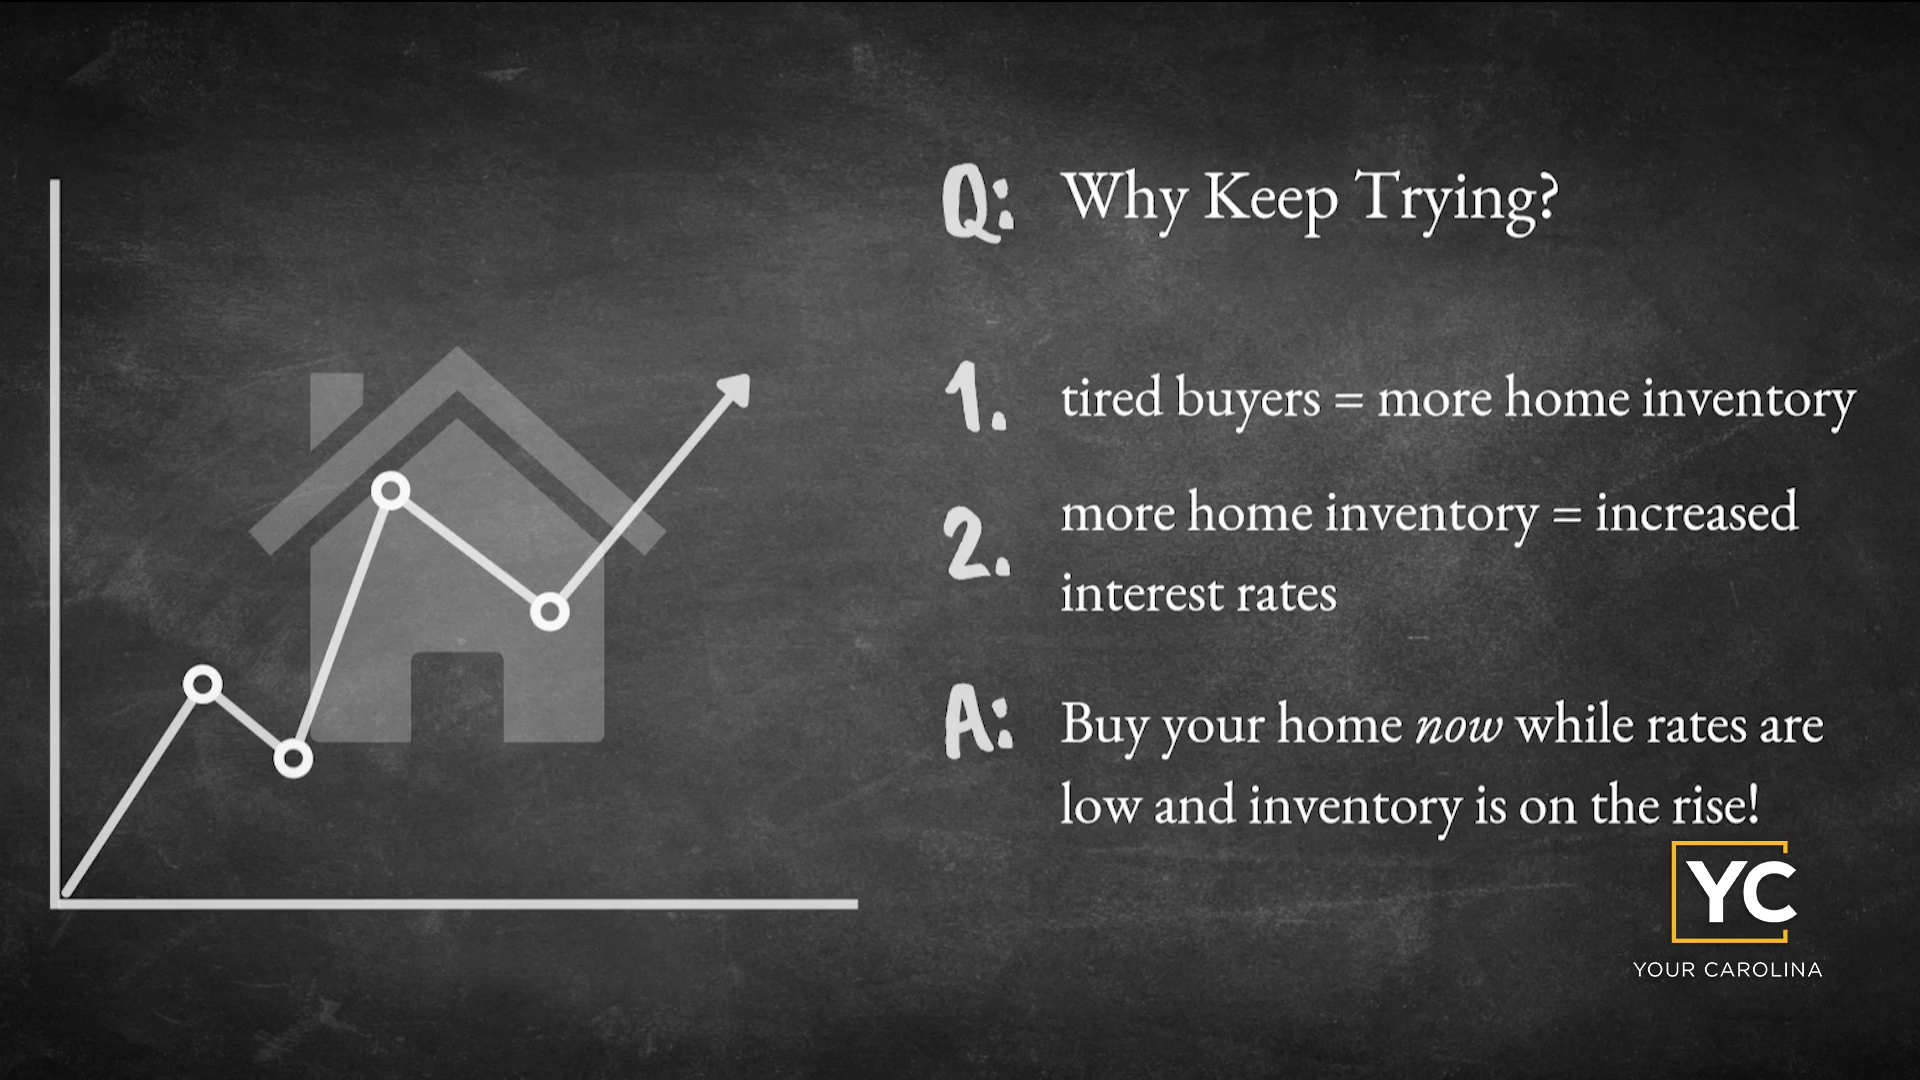 Q: Why Keep Trying?
1. tired buyers = more home inventory
2. more home inventory = increased
interest rates
A: Buy your home now while rates are
low and inventory is on the rise!
YC
YOUR CAROLINA